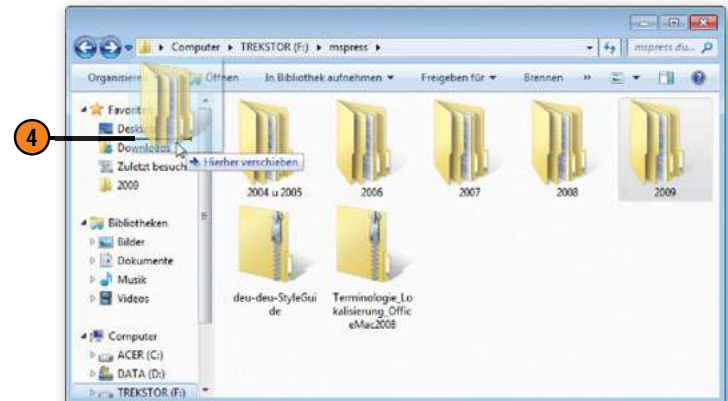 Computer ▸ TREKSTOR (F:) ▸ mspress ▸
mspress du...
Öffnen In Bibliothek aufnehmen Freigeben für Brennen »
4
Desk
Downloads
Zuletzt besuch
2009
Hierher verschieben
Bibliotheken
Bilder
Dokumente
Musik
Videos
Computer
ACER (C:)
DATA (D:)
TREKSTOR (F:)
2004 u 2005
2006
2007
2008
2009
deu-deu-StyleGui
de
Terminologie_Lo
kalisierung_Offic
eMac2008